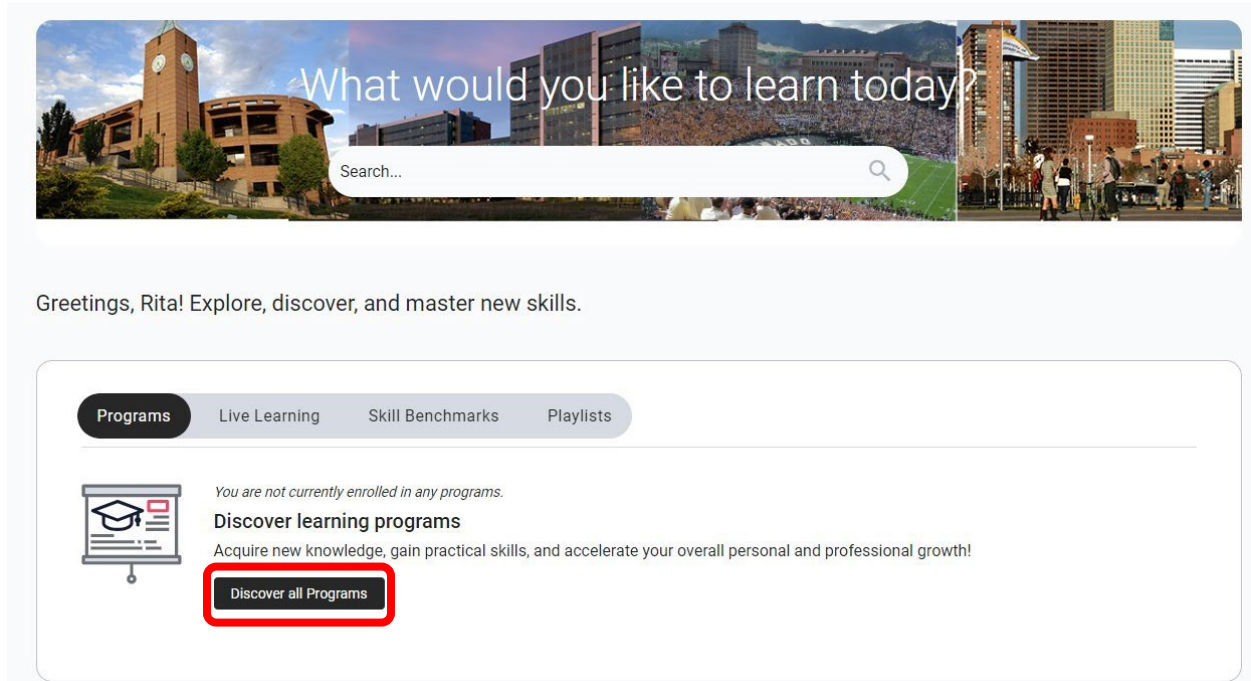 What would you like to learn today?
Search...
Greetings, Rita! Explore, discover, and master new skills.
Programs Live Learning Skill Benchmarks Playlists
You are not currently enrolled in any programs.
Discover learning programs
Acquire new knowledge, gain practical skills, and accelerate your overall personal and professional growth!
Discover all Programs